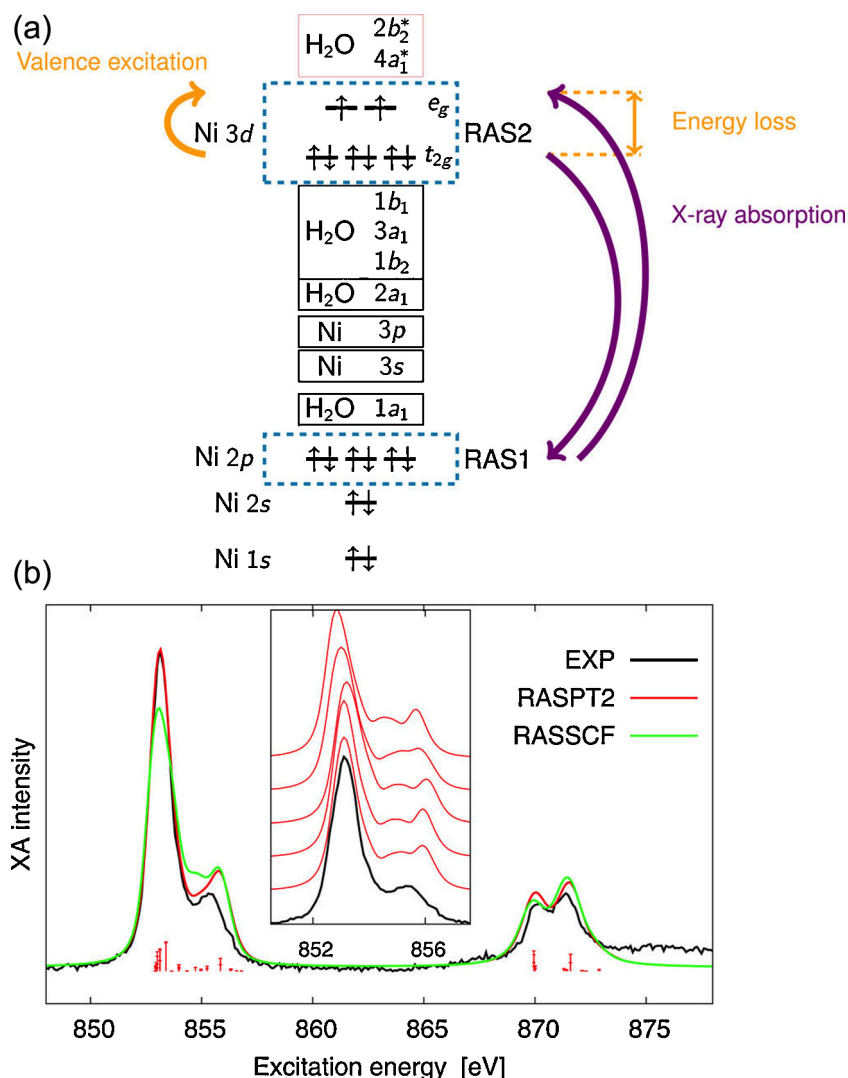 (a)
H₂O 2b₂*
4a₁*
Valence excitation
Ni 3d
e_g
t_2g
RAS2
Energy loss
X-ray absorption
1b₁
H₂O 3a₁
1b₂
H₂O 2a₁
Ni 3p
Ni 3s
H₂O 1a₁
Ni 2p
RAS1
Ni 2s
Ni 1s
(b)
EXP
RASPT2
RASSCF
XA intensity
852 856
850 855 860 865 870 875
Excitation energy [eV]